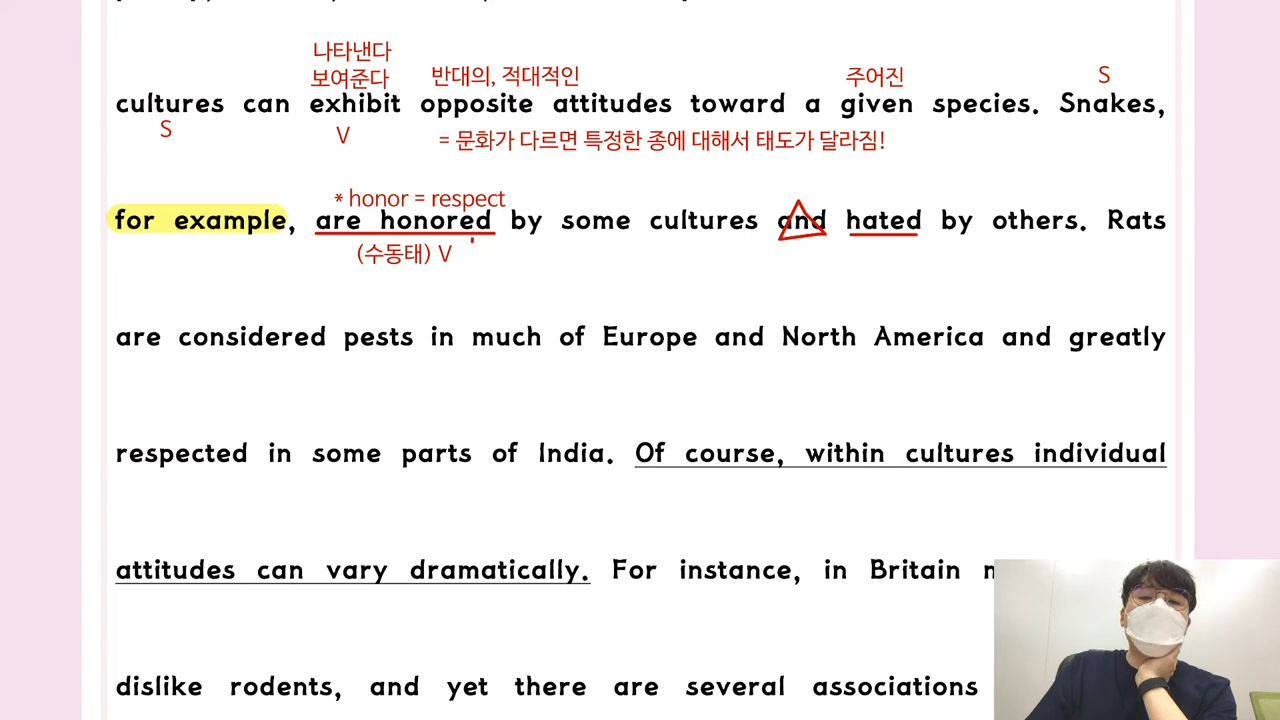 나타낸다
보여준다 반대의, 적대적인 주어진 S
cultures can exhibit opposite attitudes toward a given species. Snakes,
S V = 문화가 다르면 특정한 종에 대해서 태도가 달라짐!
* honor = respect
for example, are honored by some cultures and hated by others. Rats
(수동태) V
are considered pests in much of Europe and North America and greatly
respected in some parts of India. Of course, within cultures individual
attitudes can vary dramatically. For instance, in Britain
dislike rodents, and yet there are several associations